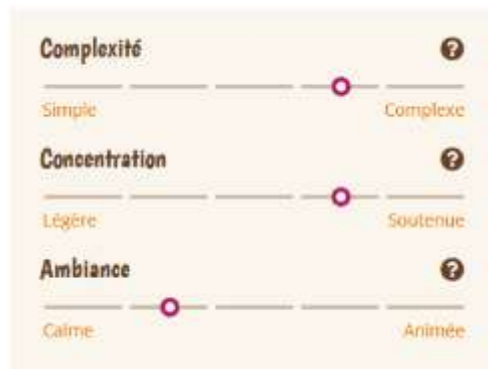 Complexité
Simple Complexe
Concentration
Légère Soutenue
Ambiance
Calme Animée